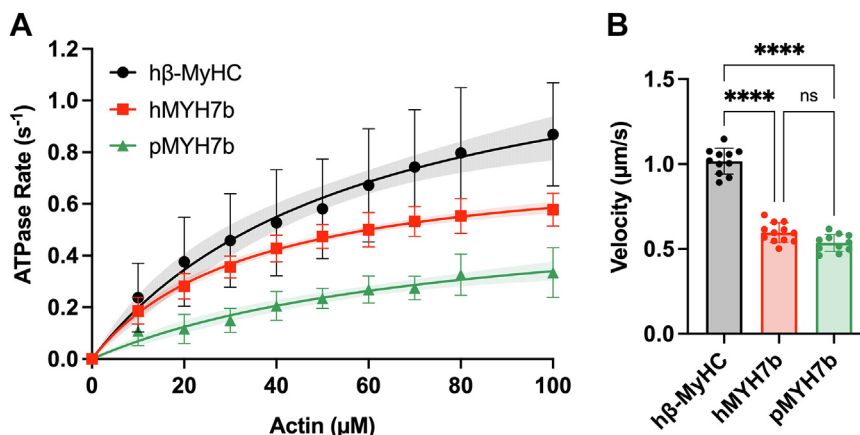 A
ATPase Rate (s⁻¹)
1.2
1.0
0.8
0.6
0.4
0.2
0.0
hβ-MyHC
hMYH7b
pMYH7b
0 20 40 60 80 100
Actin (µM)
B
Velocity (µm/s)
1.5
1.0
0.5
0.0
****
**** ns
hβ-MyHC
hMYH7b
pMYH7b